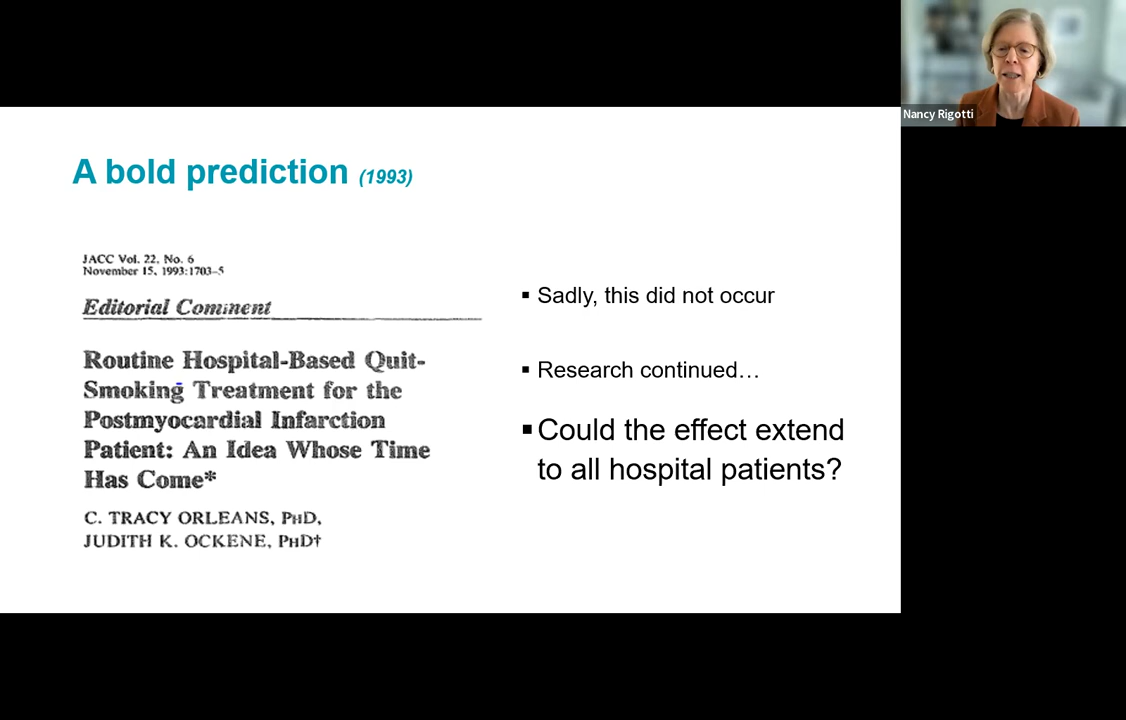 Nancy Rigotti
A bold prediction (1993)
JACC Vol. 22, No. 6
November 15, 1993:1703–5
Editorial Comment
Routine Hospital-Based Quit-
Smoking Treatment for the
Postmyocardial Infarction
Patient: An Idea Whose Time
Has Come*
C. TRACY ORLEANS, PHD,
JUDITH K. OCKENE, PHD†
▪ Sadly, this did not occur
▪ Research continued…
▪ Could the effect extend
to all hospital patients?